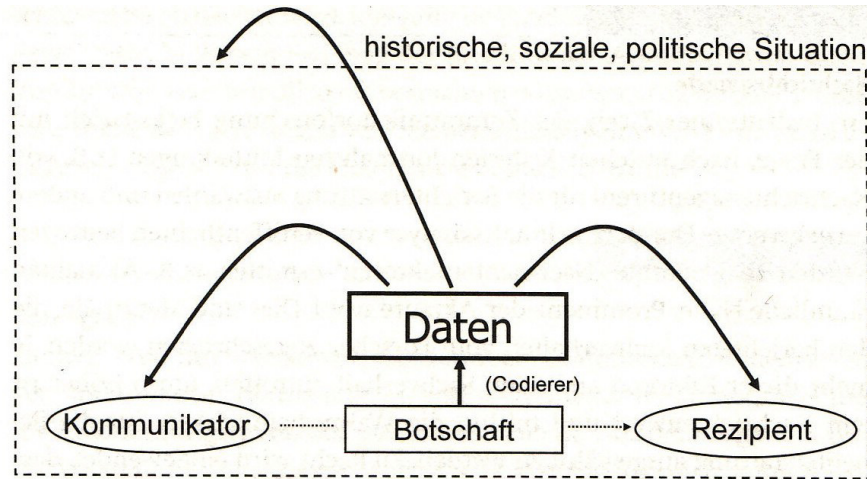 historische, soziale, politische Situation
Daten
(Codierer)
Kommunikator
Botschaft
Rezipient